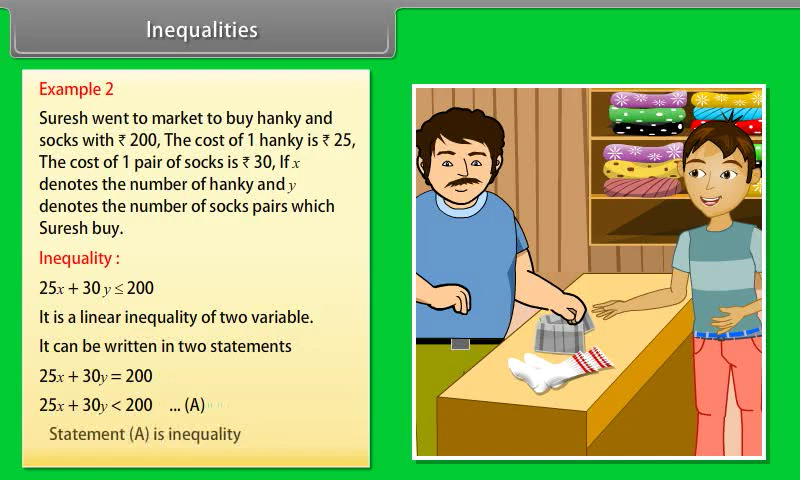 Inequalities
Example 2
Suresh went to market to buy hanky and
socks with ₹ 200, The cost of 1 hanky is ₹ 25,
The cost of 1 pair of socks is ₹ 30, If x
denotes the number of hanky and y
denotes the number of socks pairs which
Suresh buy.
Inequality :
25x + 30 y ≤ 200
It is a linear inequality of two variable.
It can be written in two statements
25x + 30y = 200
25x + 30y < 200 ... (A)
Statement (A) is inequality